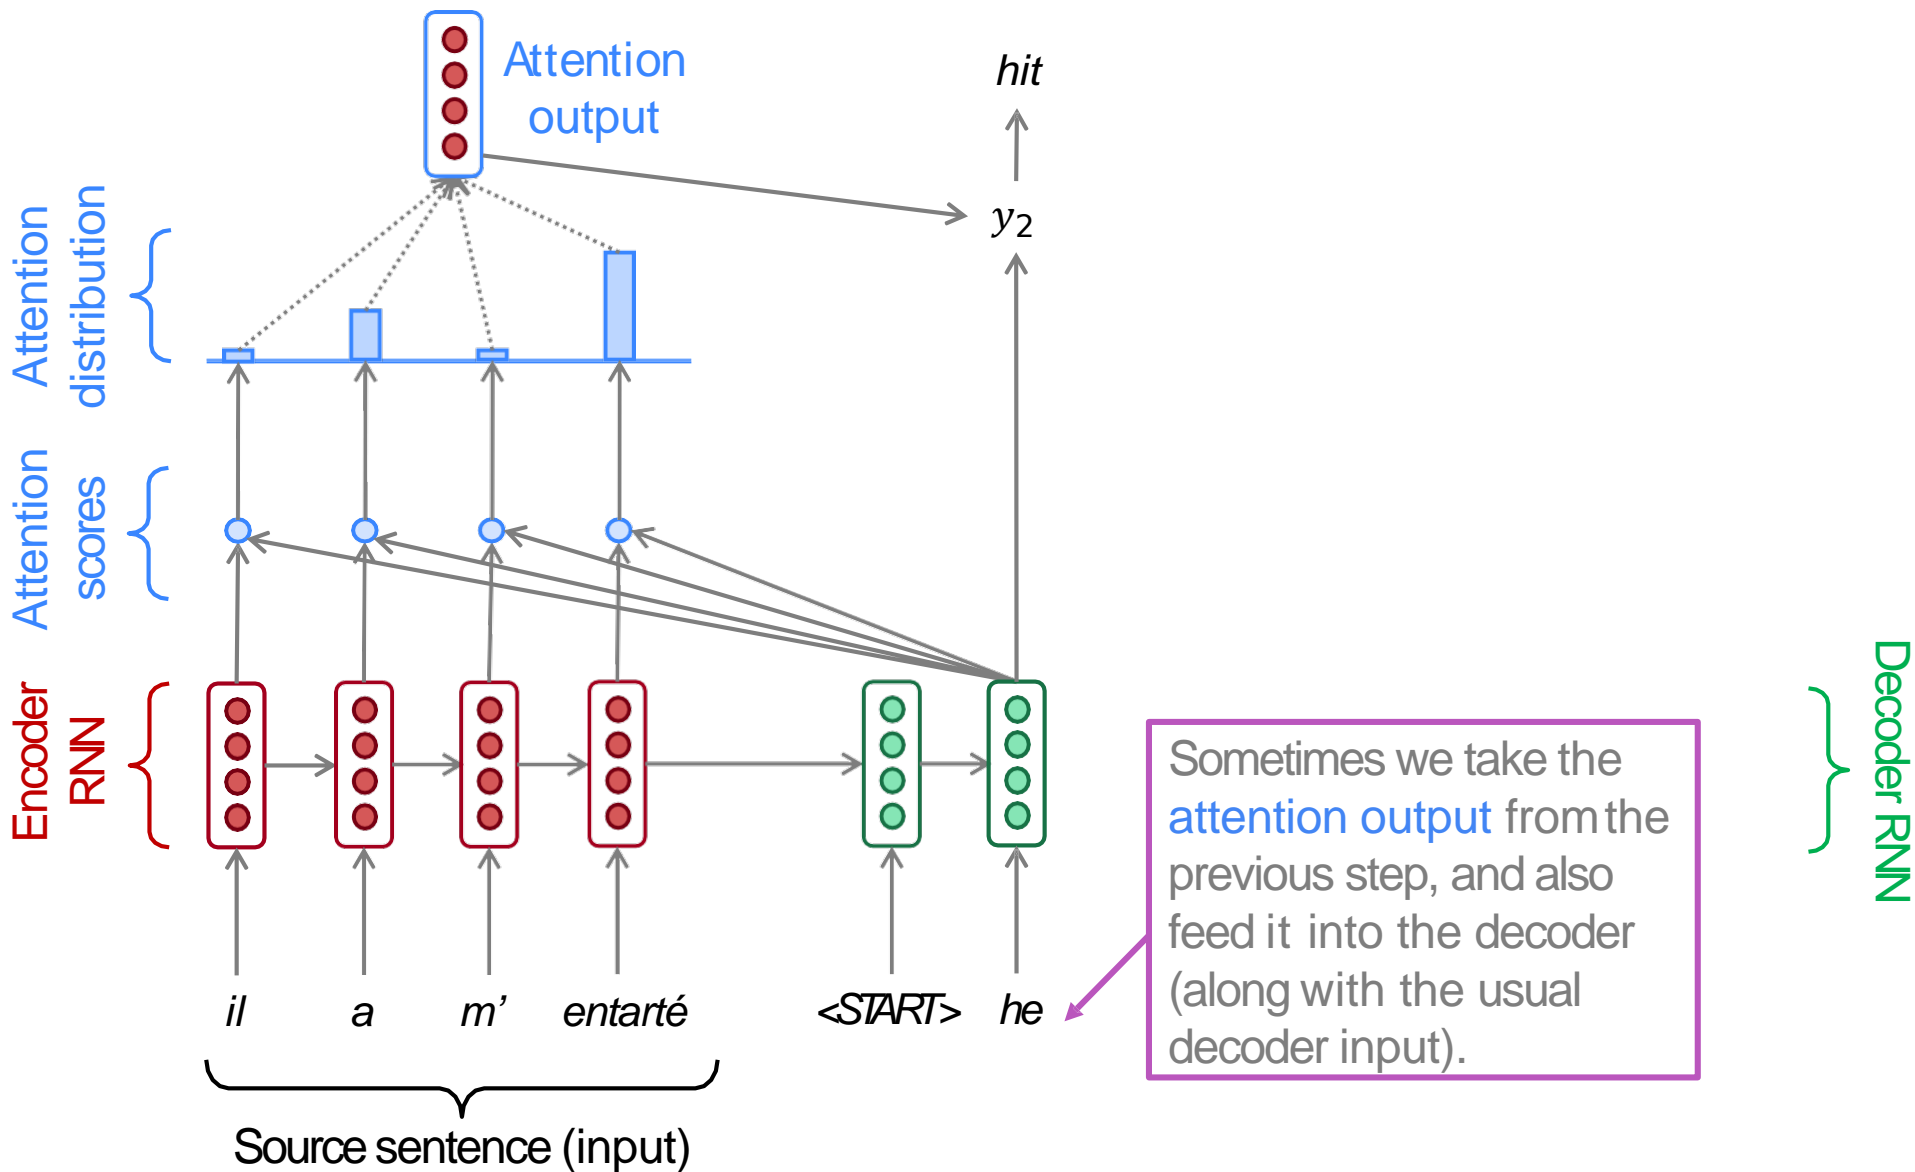 Attention
output
hit
y₂
Attention
distribution
Attention
scores
Encoder
RNN
Decoder RNN
Sometimes we take the
attention output from the
previous step, and also
feed it into the decoder
(along with the usual
decoder input).
il a m’ entarté <START> he
Source sentence (input)